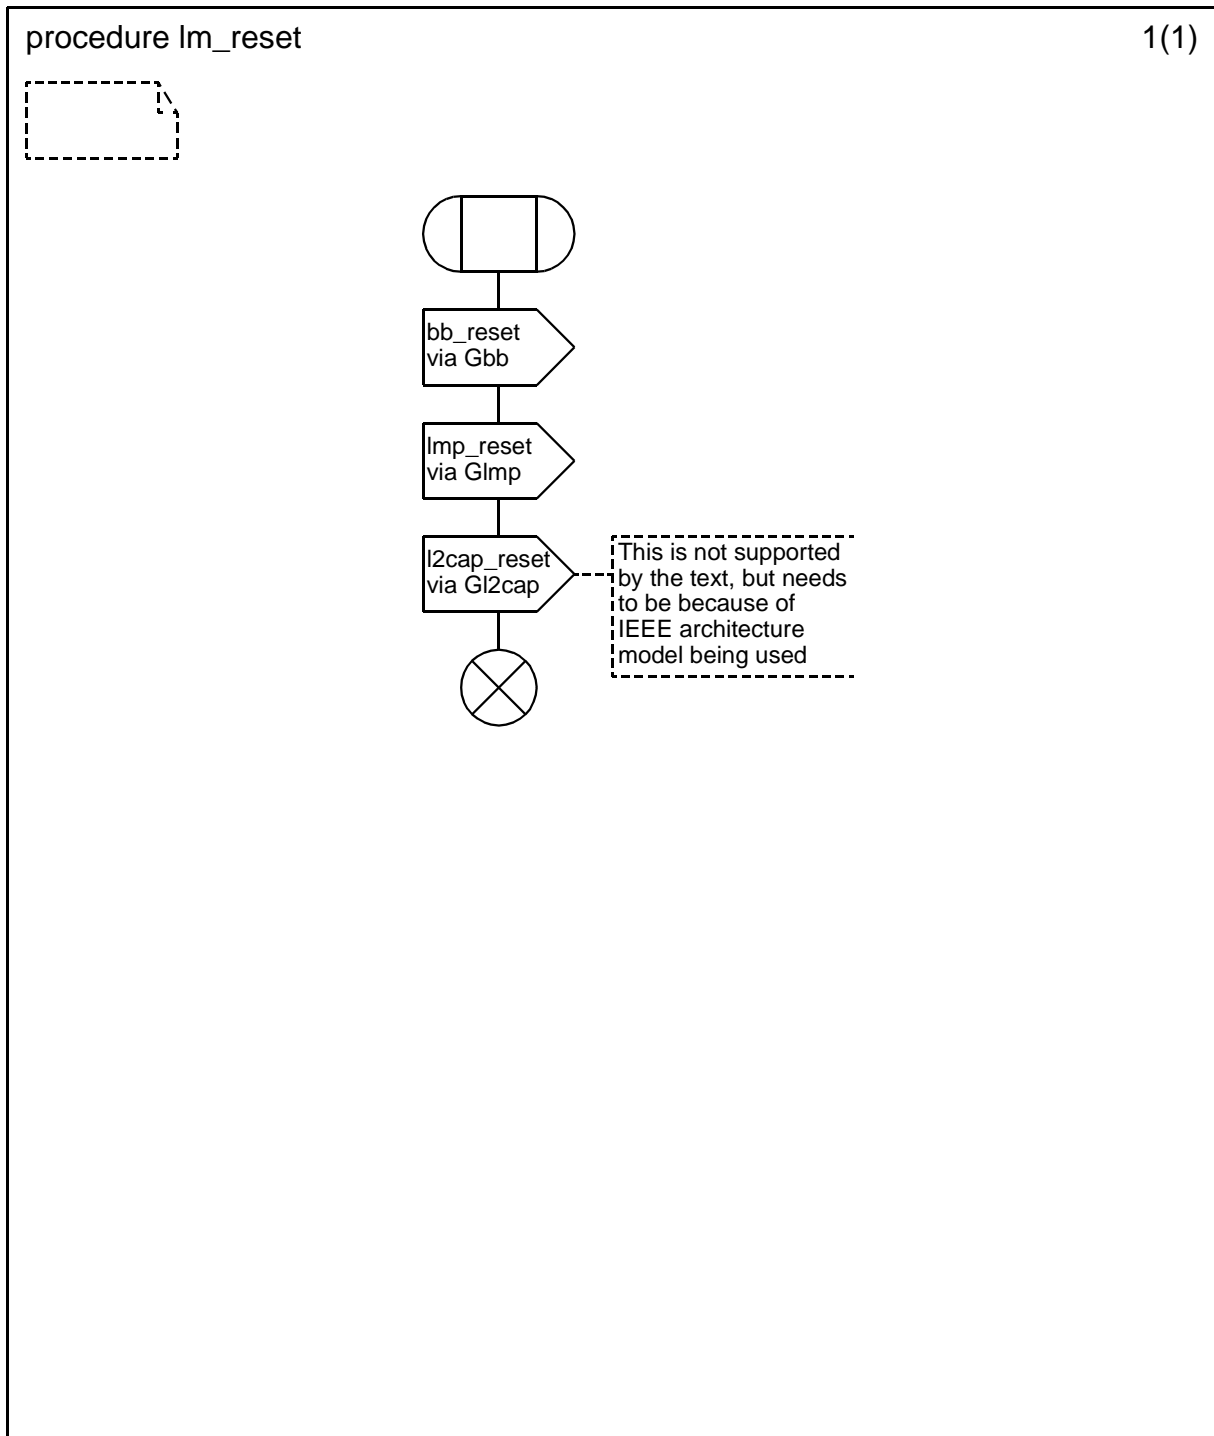 procedure lm_reset
1(1)
bb_reset
via Gbb
lmp_reset
via Glmp
l2cap_reset
via Gl2cap
This is not supported
by the text, but needs
to be because of
IEEE architecture
model being used